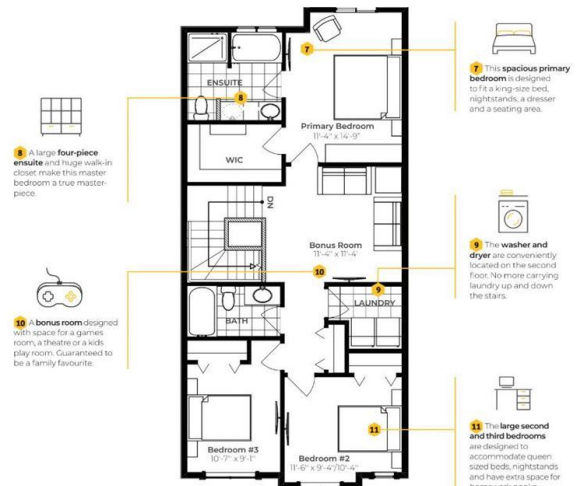 7 This spacious primary
bedroom is designed
to fit a king-size bed,
nightstands, a dresser
and a seating area.
8 A large four-piece
ensuite and huge walk-in
closet make this master
bedroom a true master-
piece.
9 The washer and
dryer are conveniently
located on the second
floor. No more carrying
laundry up and down
the stairs.
10 A bonus room designed
with space for a games
room, a theatre or a kids
play room. Guaranteed to
be a family favourite.
11 The large second
and third bedrooms
are designed to
accommodate queen
sized beds, nightstands
and have extra space for
7
ENSUITE
8
Primary Bedroom
11'-4" x 14'-9"
WIC
DN
Bonus Room
11'-4" x 11'-4"
10
9
LAUNDRY
BATH
11
Bedroom #3
10'-7" x 9'-1"
Bedroom #2
11'-6" x 9'-4"/10'-4"